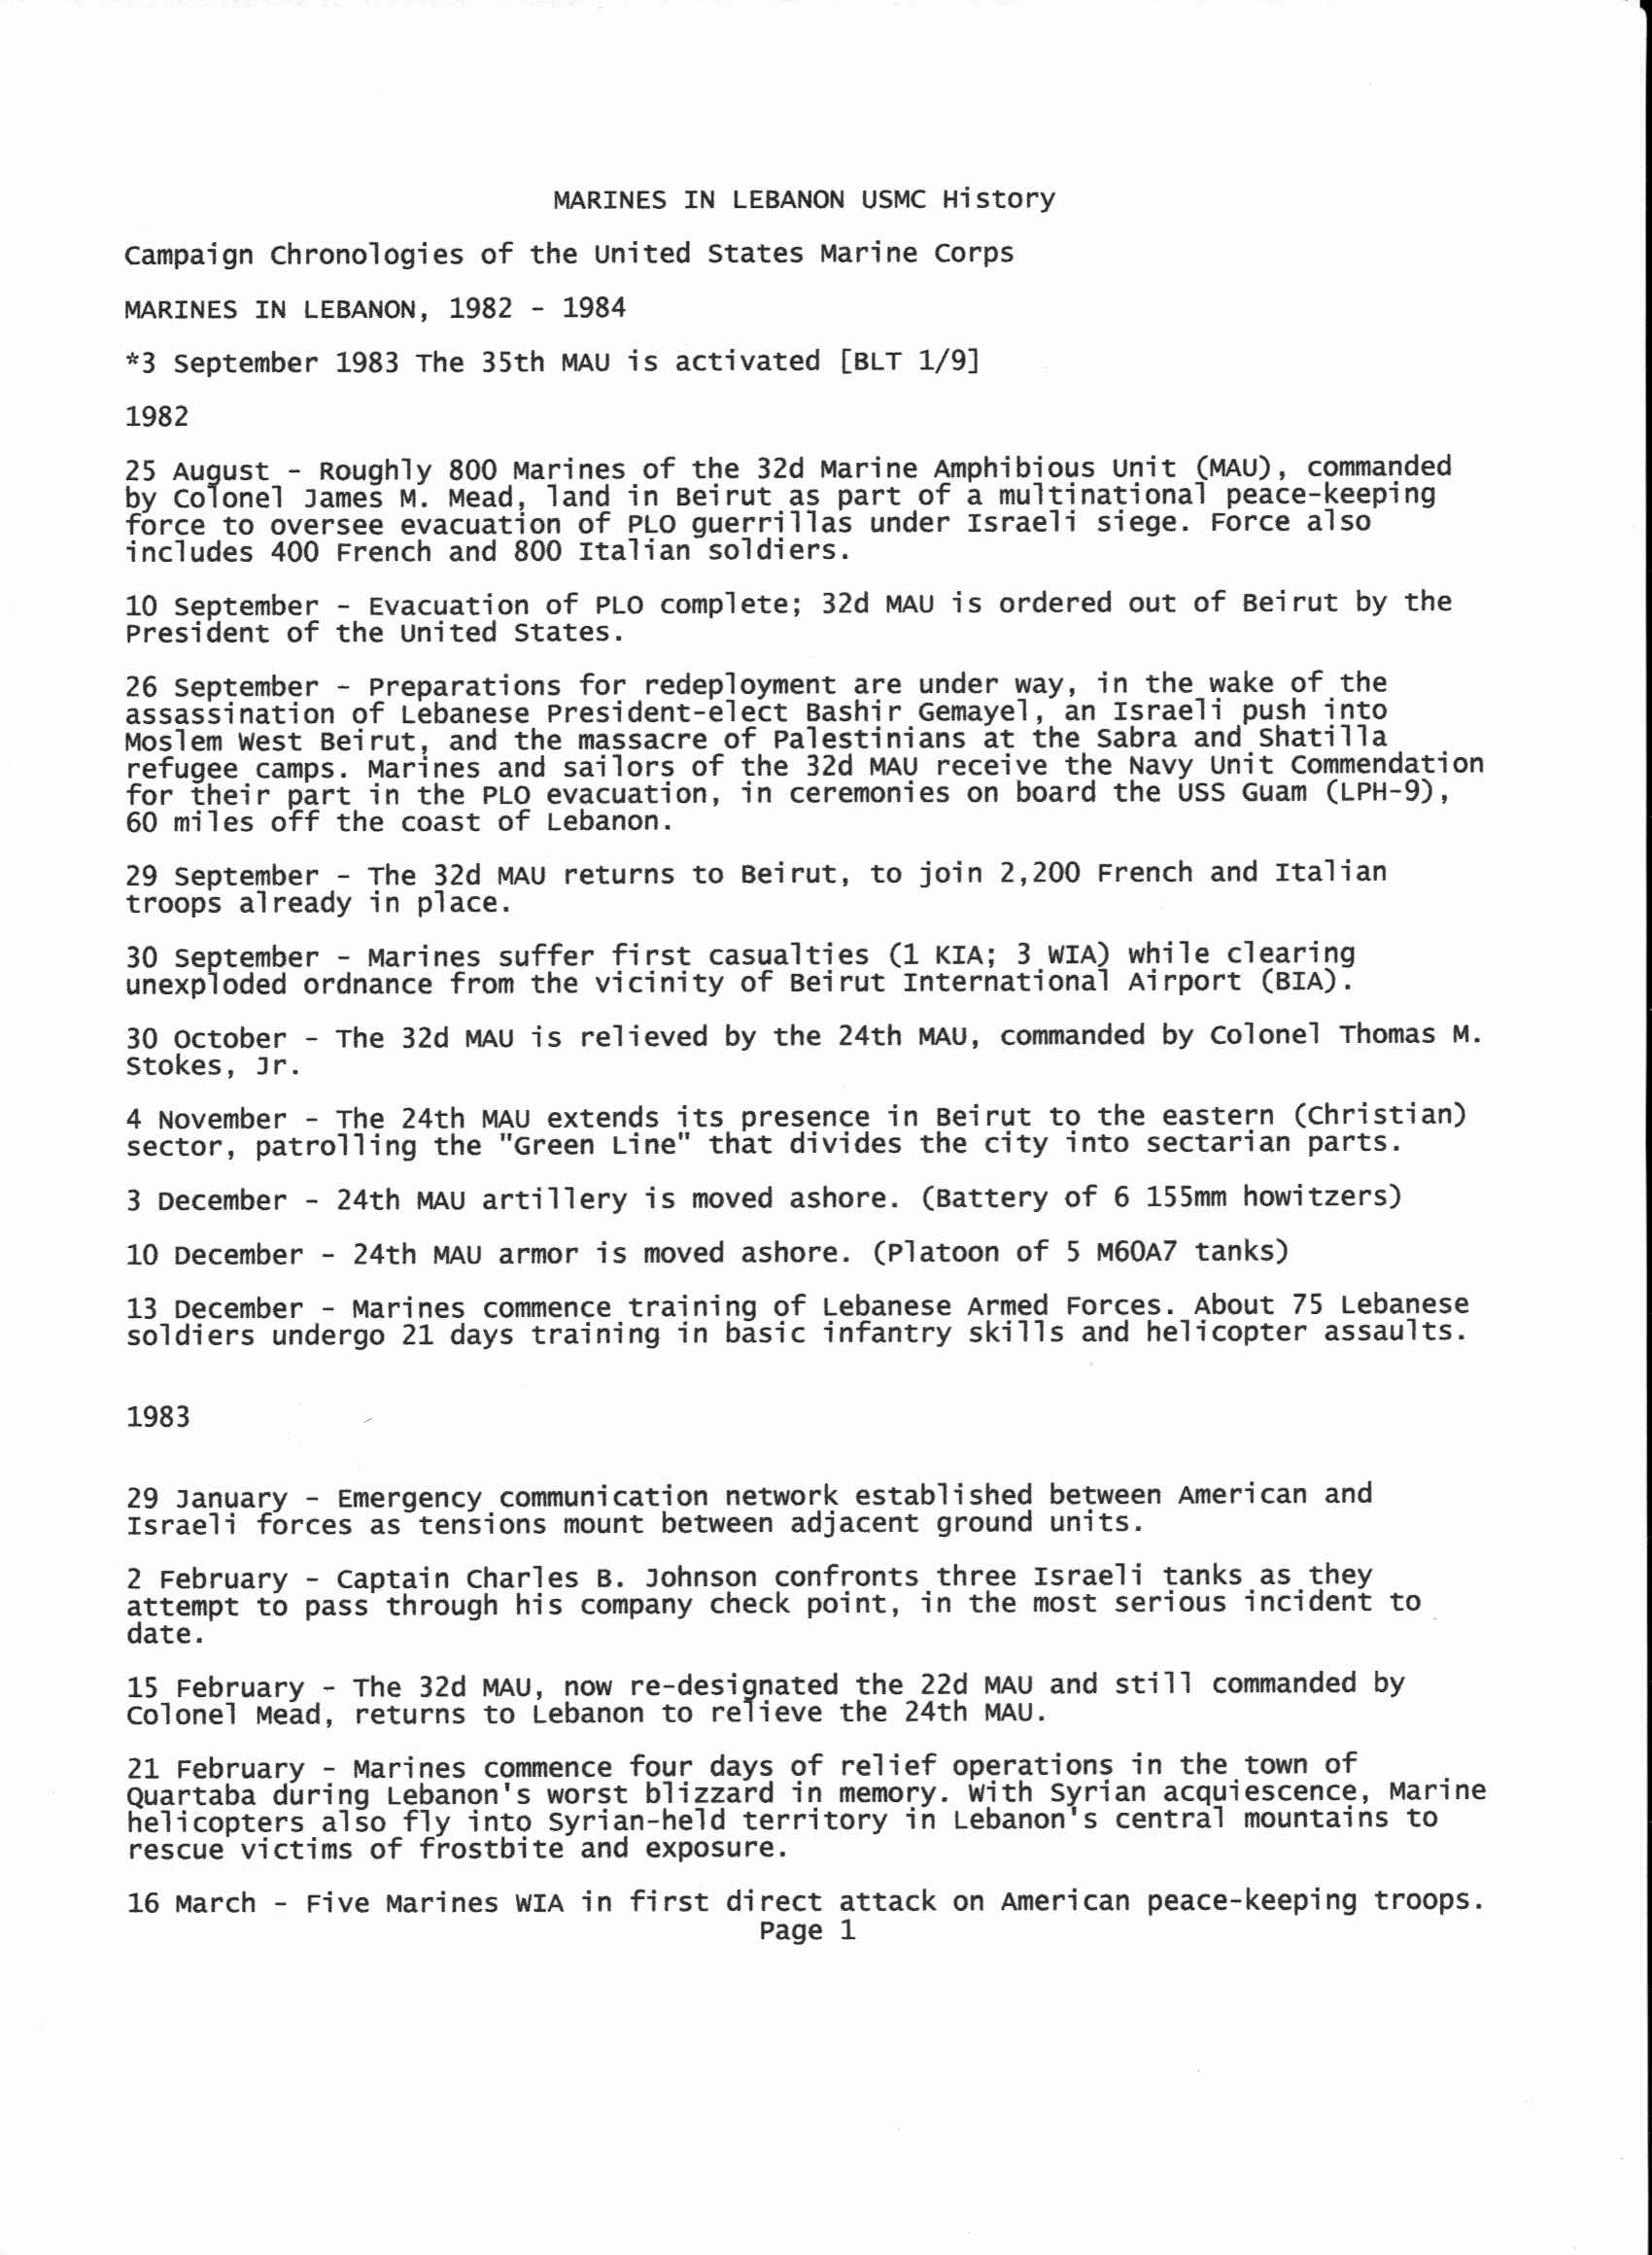 MARINES IN LEBANON USMC History
Campaign Chronologies of the United States Marine Corps
MARINES IN LEBANON, 1982 - 1984
*3 September 1983 The 35th MAU is activated [BLT 1/9]
1982
25 August - Roughly 800 Marines of the 32d Marine Amphibious Unit (MAU), commanded
by Colonel James M. Mead, land in Beirut as part of a multinational peace-keeping
force to oversee evacuation of PLO guerrillas under Israeli siege. Force also
includes 400 French and 800 Italian soldiers.
10 September - Evacuation of PLO complete; 32d MAU is ordered out of Beirut by the
President of the United States.
26 September - Preparations for redeployment are under way, in the wake of the
assassination of Lebanese President-elect Bashir Gemayel, an Israeli push into
Moslem West Beirut, and the massacre of Palestinians at the Sabra and Shatilla
refugee camps. Marines and sailors of the 32d MAU receive the Navy Unit Commendation
for their part in the PLO evacuation, in ceremonies on board the USS Guam (LPH-9),
60 miles off the coast of Lebanon.
29 September - The 32d MAU returns to Beirut, to join 2,200 French and Italian
troops already in place.
30 September - Marines suffer first casualties (1 KIA; 3 WIA) while clearing
unexploded ordnance from the vicinity of Beirut International Airport (BIA).
30 October - The 32d MAU is relieved by the 24th MAU, commanded by Colonel Thomas M.
Stokes, Jr.
4 November - The 24th MAU extends its presence in Beirut to the eastern (Christian)
sector, patrolling the "Green Line" that divides the city into sectarian parts.
3 December - 24th MAU artillery is moved ashore. (Battery of 6 155mm howitzers)
10 December - 24th MAU armor is moved ashore. (Platoon of 5 M60A7 tanks)
13 December - Marines commence training of Lebanese Armed Forces. About 75 Lebanese
soldiers undergo 21 days training in basic infantry skills and helicopter assaults.
1983
29 January - Emergency communication network established between American and
Israeli forces as tensions mount between adjacent ground units.
2 February - Captain Charles B. Johnson confronts three Israeli tanks as they
attempt to pass through his company check point, in the most serious incident to
date.
15 February - The 32d MAU, now re-designated the 22d MAU and still commanded by
Colonel Mead, returns to Lebanon to relieve the 24th MAU.
21 February - Marines commence four days of relief operations in the town of
Quartaba during Lebanon's worst blizzard in memory. With Syrian acquiescence, Marine
helicopters also fly into Syrian-held territory in Lebanon's central mountains to
rescue victims of frostbite and exposure.
16 March - Five Marines WIA in first direct attack on American peace-keeping troops.
Page 1